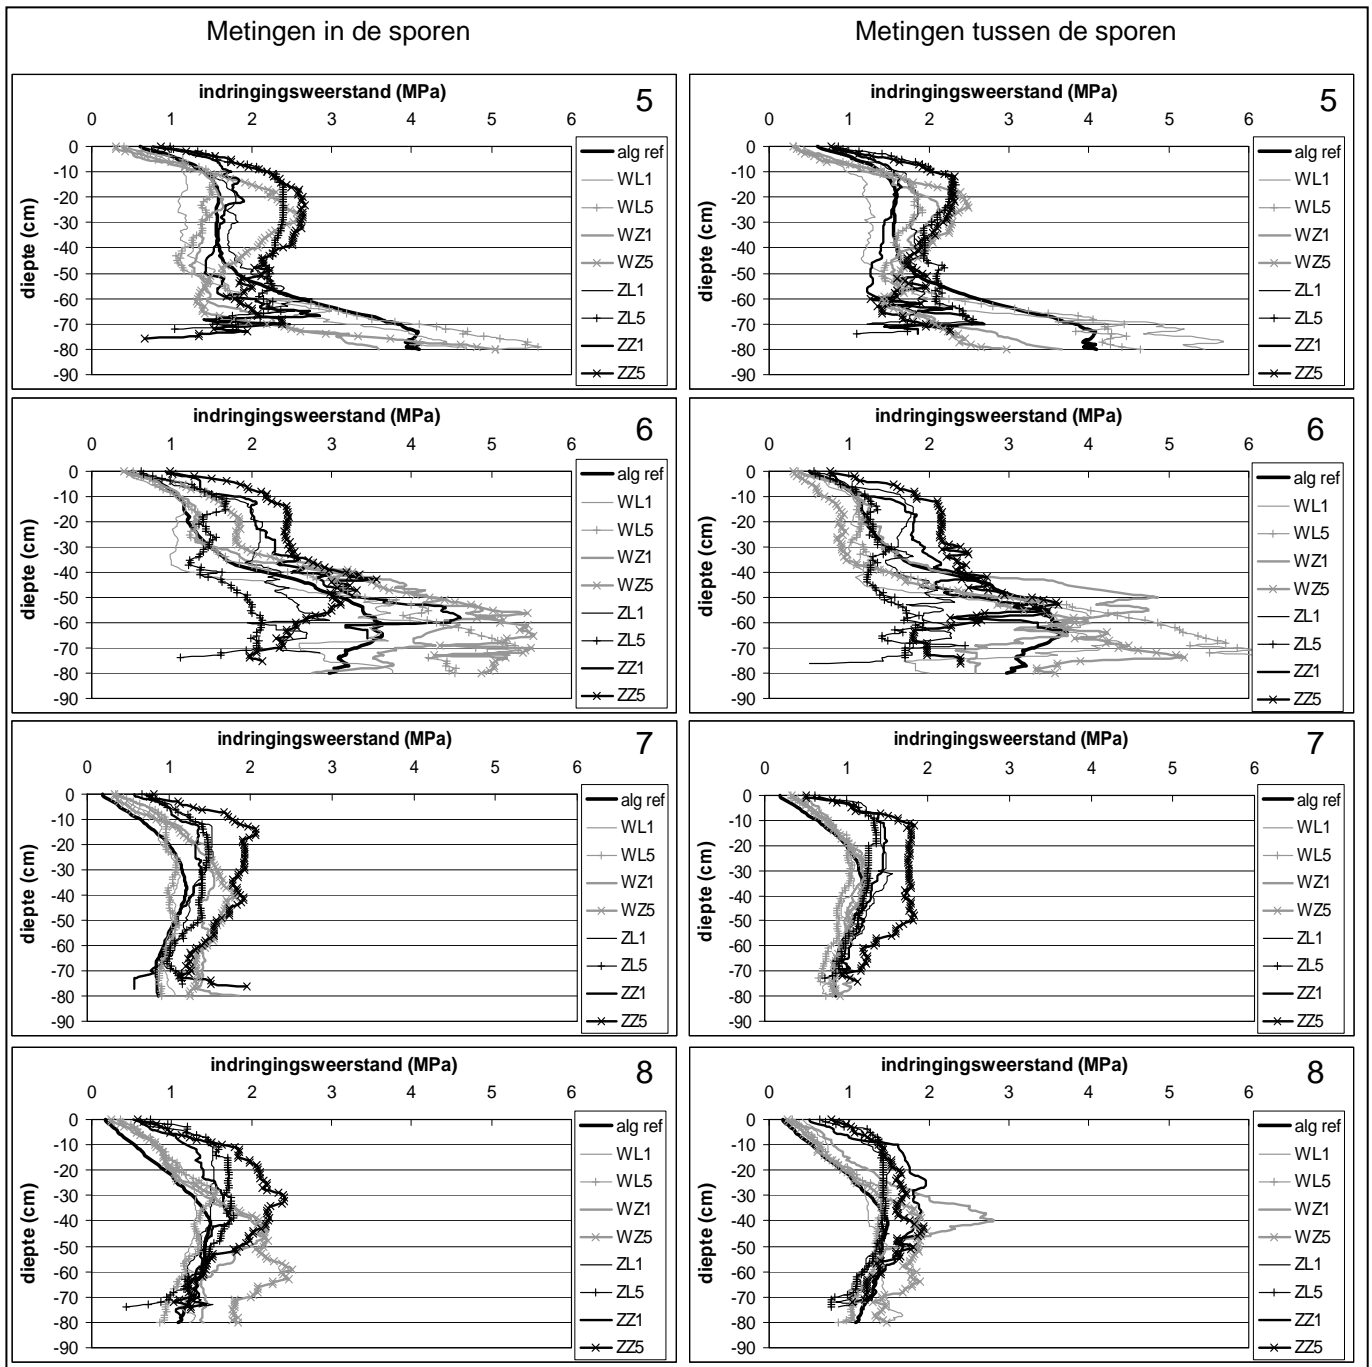 Metingen in de sporen
Metingen tussen de sporen
indringingsweerstand (MPa)
5
0 1 2 3 4 5 6
diepte (cm)
0
-10
-20
-30
-40
-50
-60
-70
-80
-90
alg ref
WL1
WL5
WZ1
WZ5
ZL1
ZL5
ZZ1
ZZ5
indringingsweerstand (MPa)
5
0 1 2 3 4 5 6
diepte (cm)
0
-10
-20
-30
-40
-50
-60
-70
-80
-90
alg ref
WL1
WL5
WZ1
WZ5
ZL1
ZL5
ZZ1
ZZ5
indringingsweerstand (MPa)
6
0 1 2 3 4 5 6
diepte (cm)
0
-10
-20
-30
-40
-50
-60
-70
-80
-90
alg ref
WL1
WL5
WZ1
WZ5
ZL1
ZL5
ZZ1
ZZ5
indringingsweerstand (MPa)
6
0 1 2 3 4 5 6
diepte (cm)
0
-10
-20
-30
-40
-50
-60
-70
-80
-90
alg ref
WL1
WL5
WZ1
WZ5
ZL1
ZL5
ZZ1
ZZ5
indringingsweerstand (MPa)
7
0 1 2 3 4 5 6
diepte (cm)
0
-10
-20
-30
-40
-50
-60
-70
-80
-90
alg ref
WL1
WL5
WZ1
WZ5
ZL1
ZL5
ZZ1
ZZ5
indringingsweerstand (MPa)
7
0 1 2 3 4 5 6
diepte (cm)
0
-10
-20
-30
-40
-50
-60
-70
-80
-90
alg ref
WL1
WL5
WZ1
WZ5
ZL1
ZL5
ZZ1
ZZ5
indringingsweerstand (MPa)
8
0 1 2 3 4 5 6
diepte (cm)
0
-10
-20
-30
-40
-50
-60
-70
-80
-90
alg ref
WL1
WL5
WZ1
WZ5
ZL1
ZL5
ZZ1
ZZ5
indringingsweerstand (MPa)
8
0 1 2 3 4 5 6
diepte (cm)
0
-10
-20
-30
-40
-50
-60
-70
-80
-90
alg ref
WL1
WL5
WZ1
WZ5
ZL1
ZL5
ZZ1
ZZ5